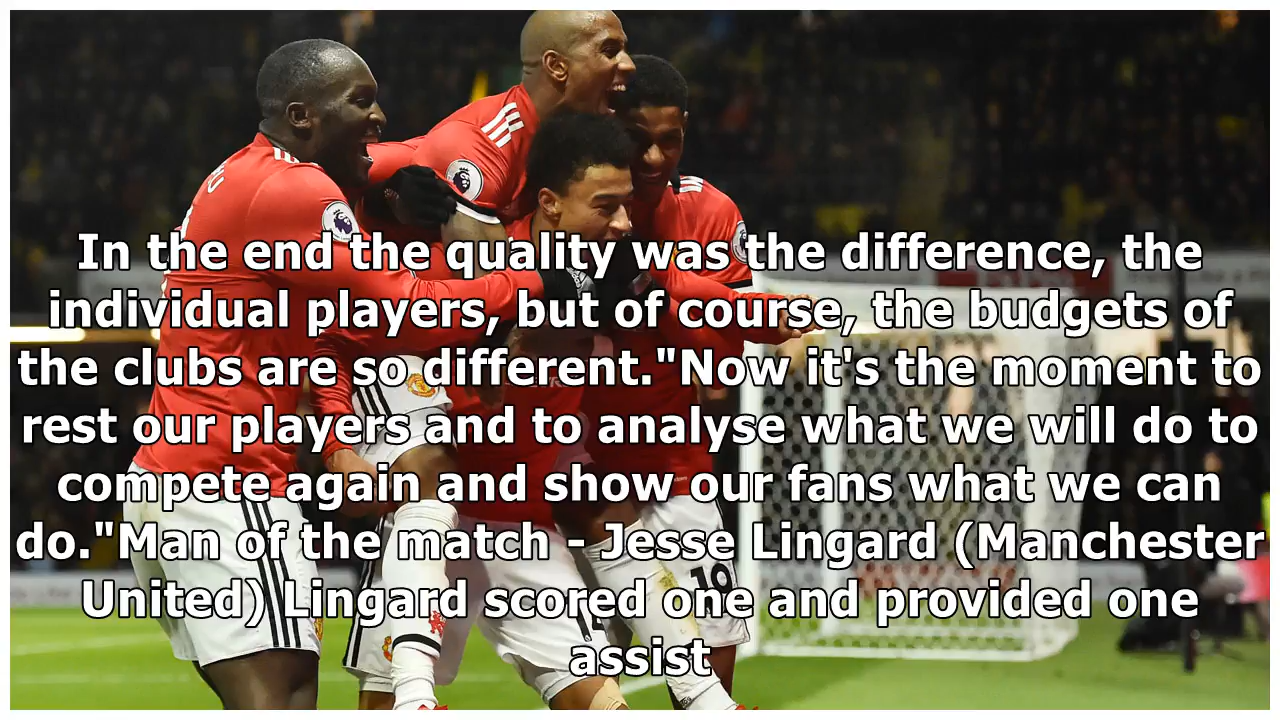 In the end the quality was the difference, the
individual players, but of course, the budgets of
the clubs are so different."Now it's the moment to
rest our players and to analyse what we will do to
compete again and show our fans what we can
do."Man of the match - Jesse Lingard (Manchester
United) Lingard scored one and provided one
assist
19
14